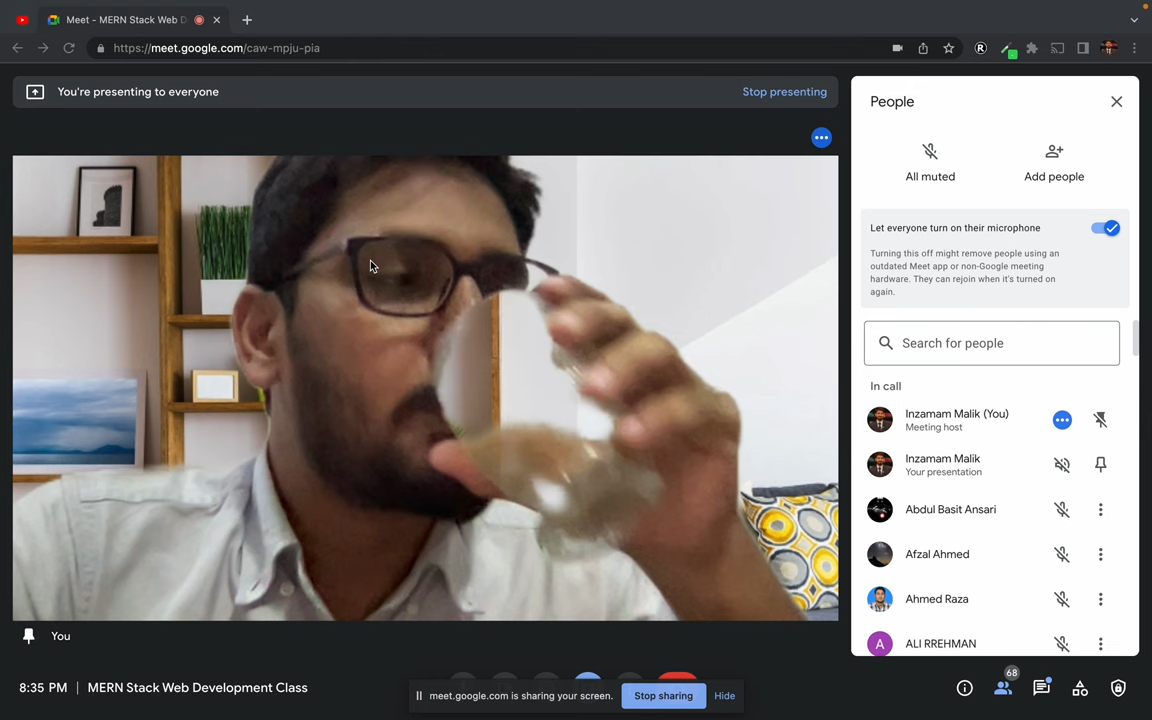 Meet - MERN Stack Web D
https://meet.google.com/caw-mpju-pia
You're presenting to everyone
Stop presenting
People
All muted
Add people
Let everyone turn on their microphone
Turning this off might remove people using an
outdated Meet app or non-Google meeting
hardware. They can rejoin when it's turned on
again.
Search for people
In call
Inzamam Malik (You)
Meeting host
Inzamam Malik
Your presentation
Abdul Basit Ansari
Afzal Ahmed
Ahmed Raza
A
ALI RREHMAN
You
8:35 PM | MERN Stack Web Development Class
meet.google.com is sharing your screen.
Stop sharing
Hide
68